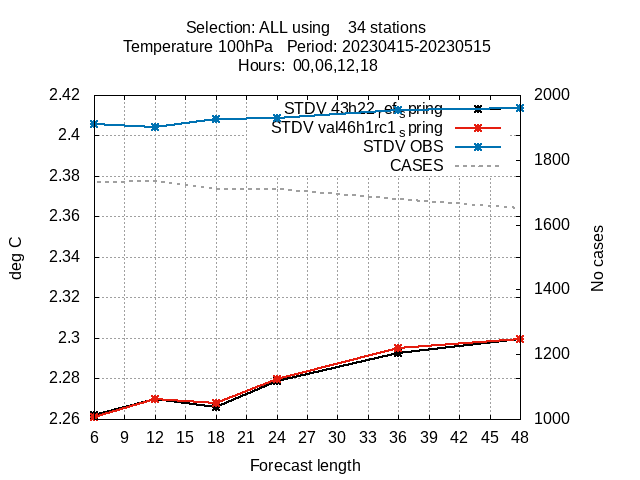 Selection: ALL using    34 stations
Temperature 100hPa   Period: 20230415-20230515
Hours: 00,06,12,18
2.42
2.4
2.38
2.36
2.34
2.32
2.3
2.28
2.26
2000
1800
1600
1400
1200
1000
STDV 43h22_ref_spring
STDV val46h1rc1_spring
STDV OBS
CASES
deg C
No cases
6 9 12 15 18 21 24 27 30 33 36 39 42 45 48
Forecast length